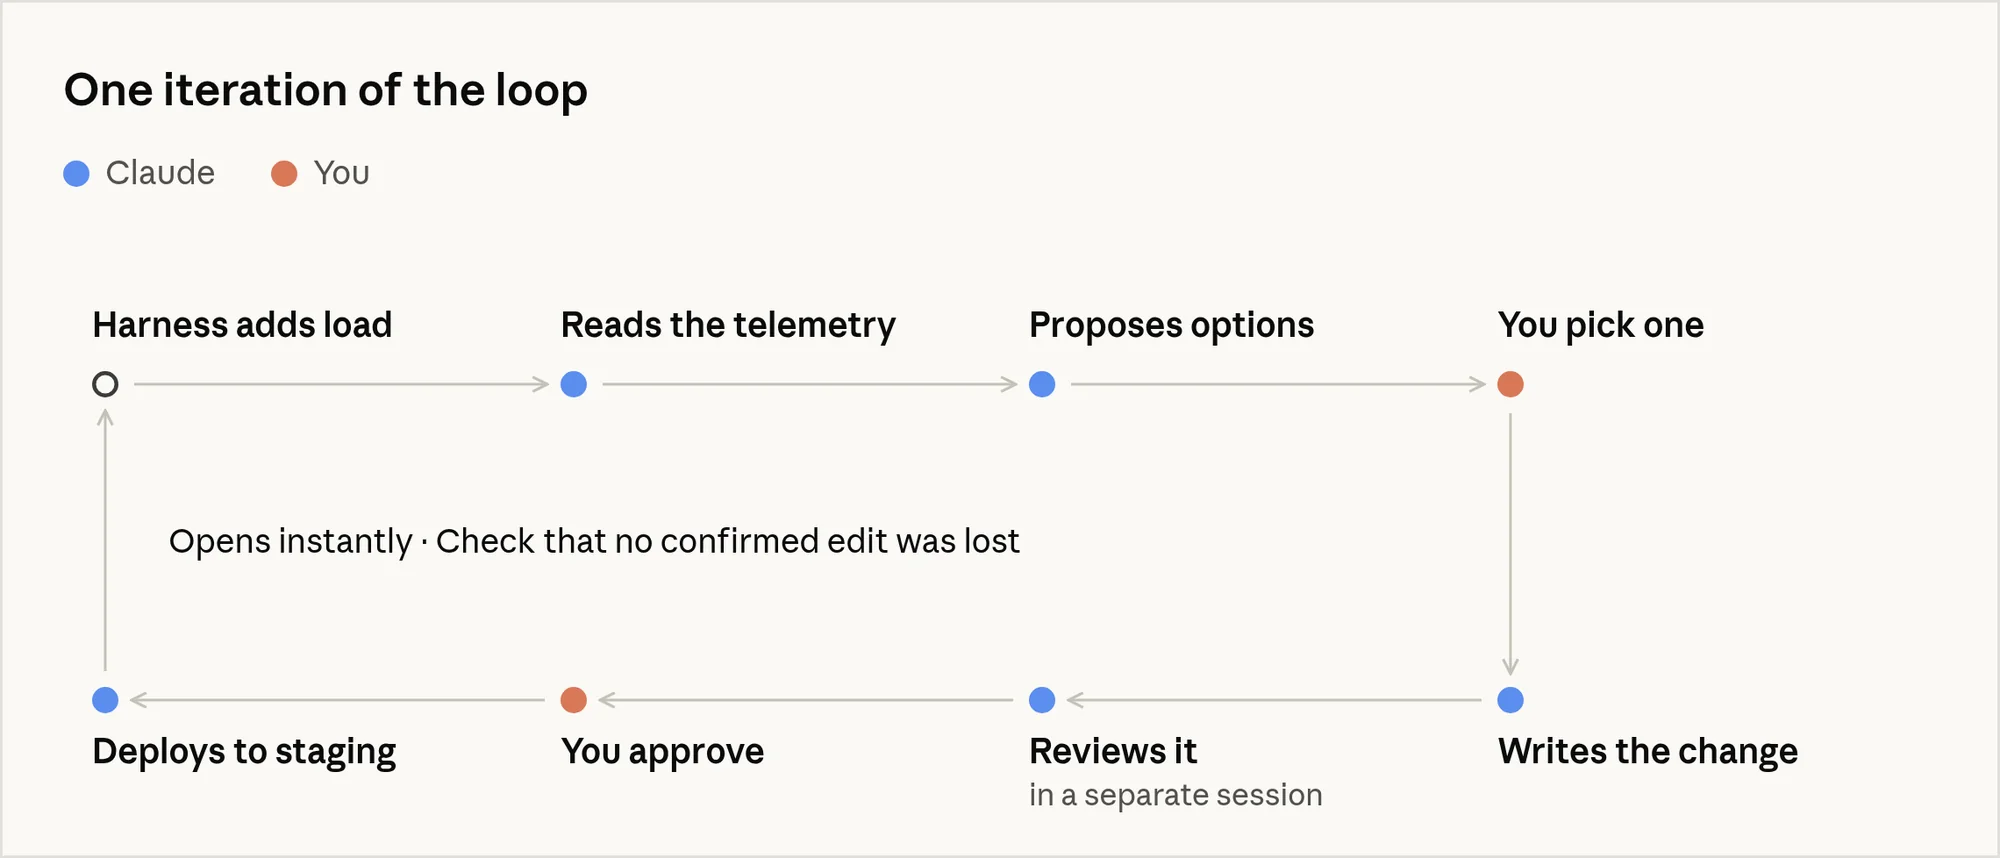 One iteration of the loop
Claude
You
Harness adds load
Reads the telemetry
Proposes options
You pick one
Opens instantly · Check that no confirmed edit was lost
Deploys to staging
You approve
Reviews it
in a separate session
Writes the change